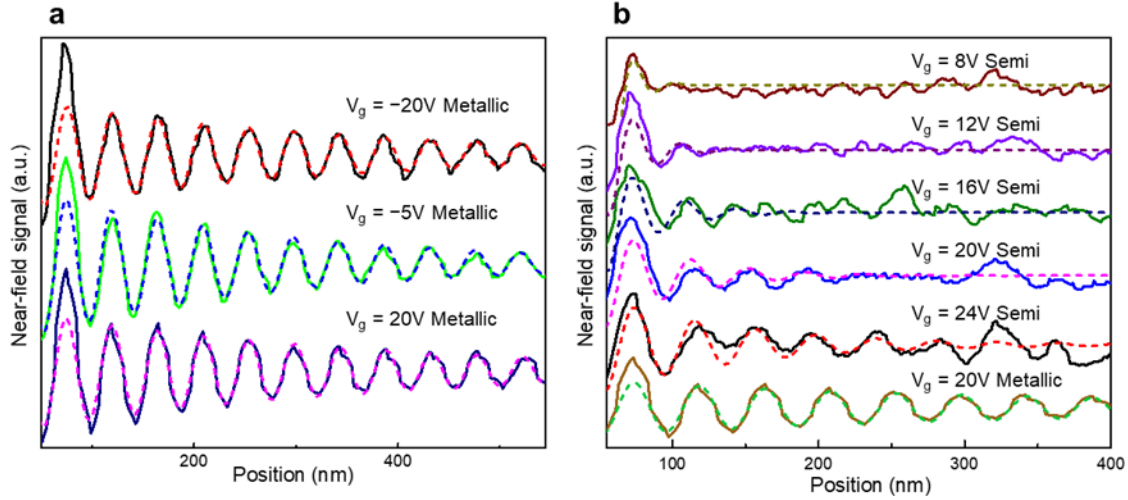 a
V_g = −20V Metallic
V_g = −5V Metallic
V_g = 20V Metallic
Near-field signal (a.u.)
200
400
Position (nm)
b
V_g = 8V Semi
V_g = 12V Semi
V_g = 16V Semi
V_g = 20V Semi
V_g = 24V Semi
V_g = 20V Metallic
Near-field signal (a.u.)
100
200
300
400
Position (nm)